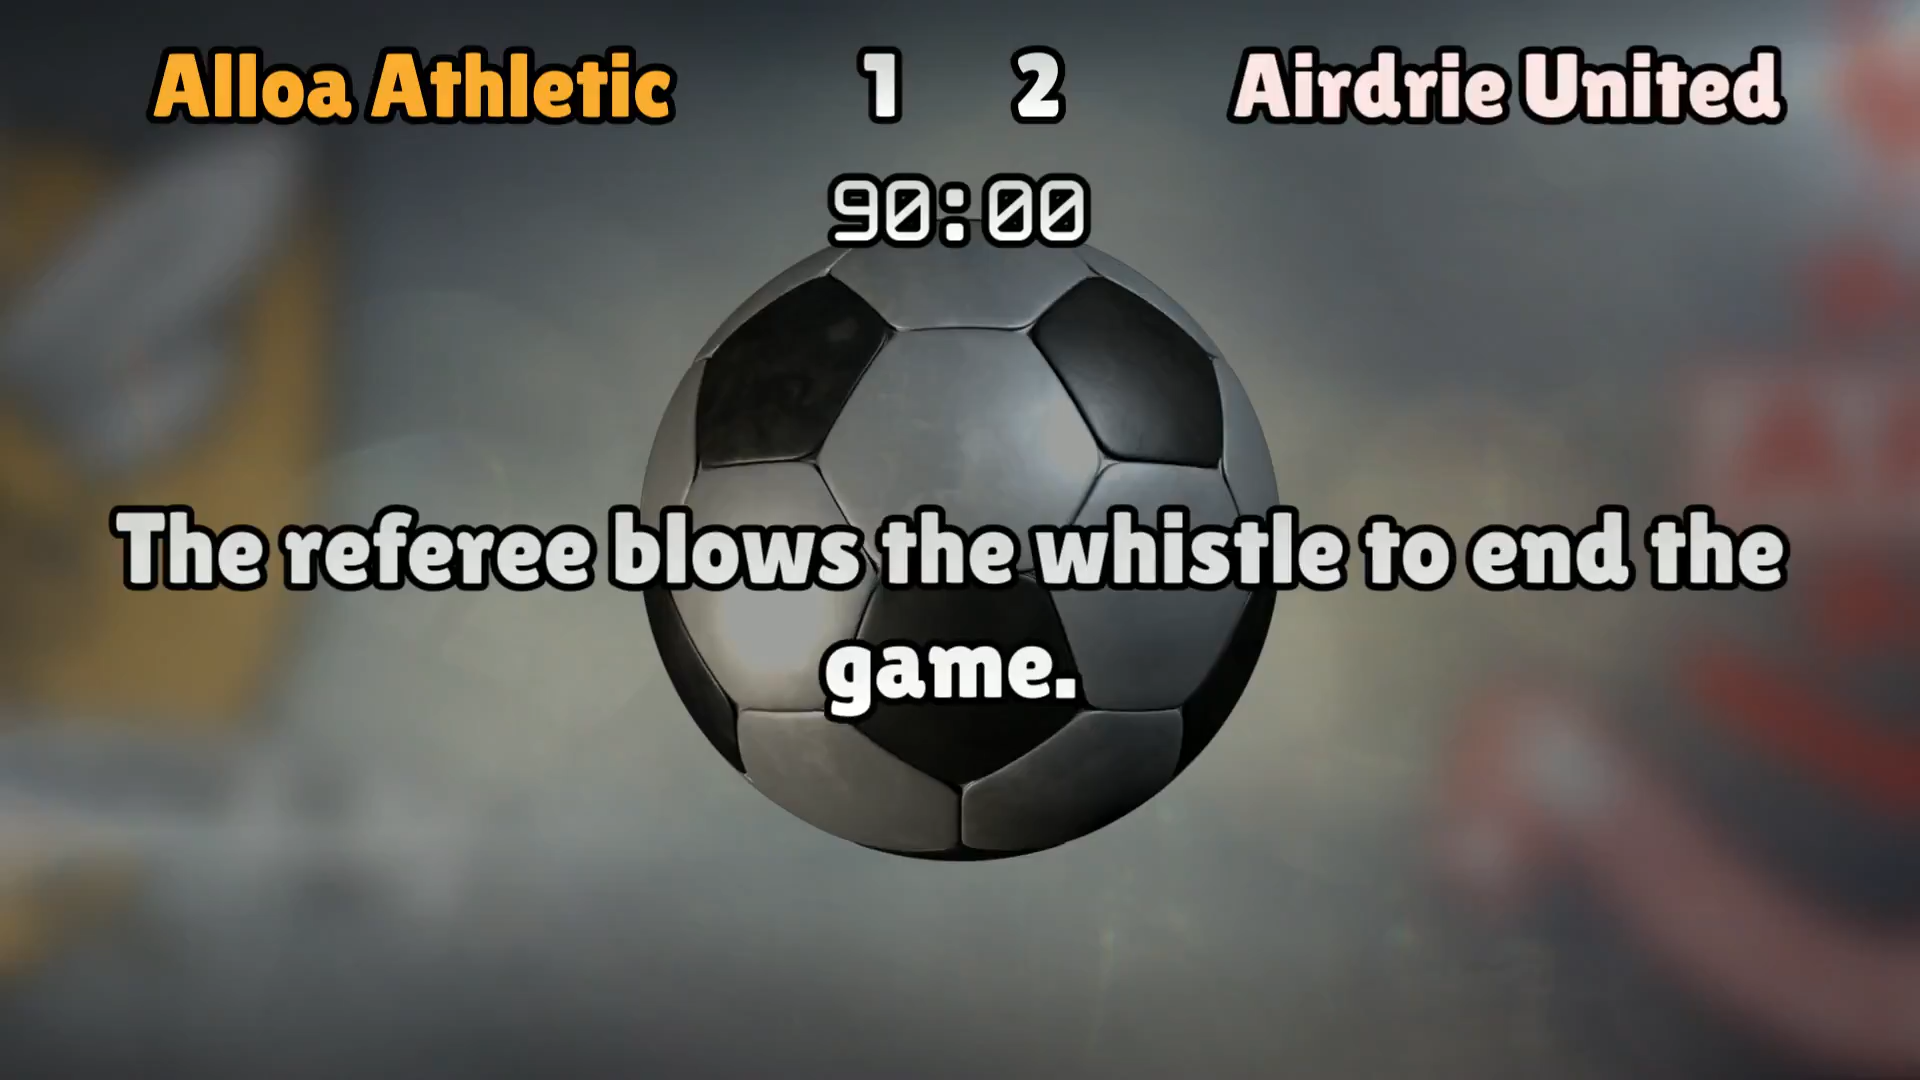 Alloa Athletic 1 2 Airdrie United
90:00
The referee blows the whistle to end the
game.